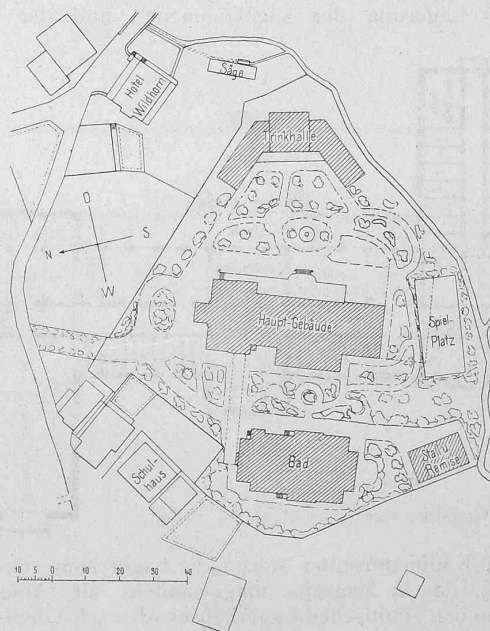 Säge
Hotel
Wildhorn
Trinkhalle
O
N
S.
W
Haupt-Gebäude
Spiel-
Platz
Schul-
haus
Bad
Stall u.
Remise
10 5 0 10 20 30 40